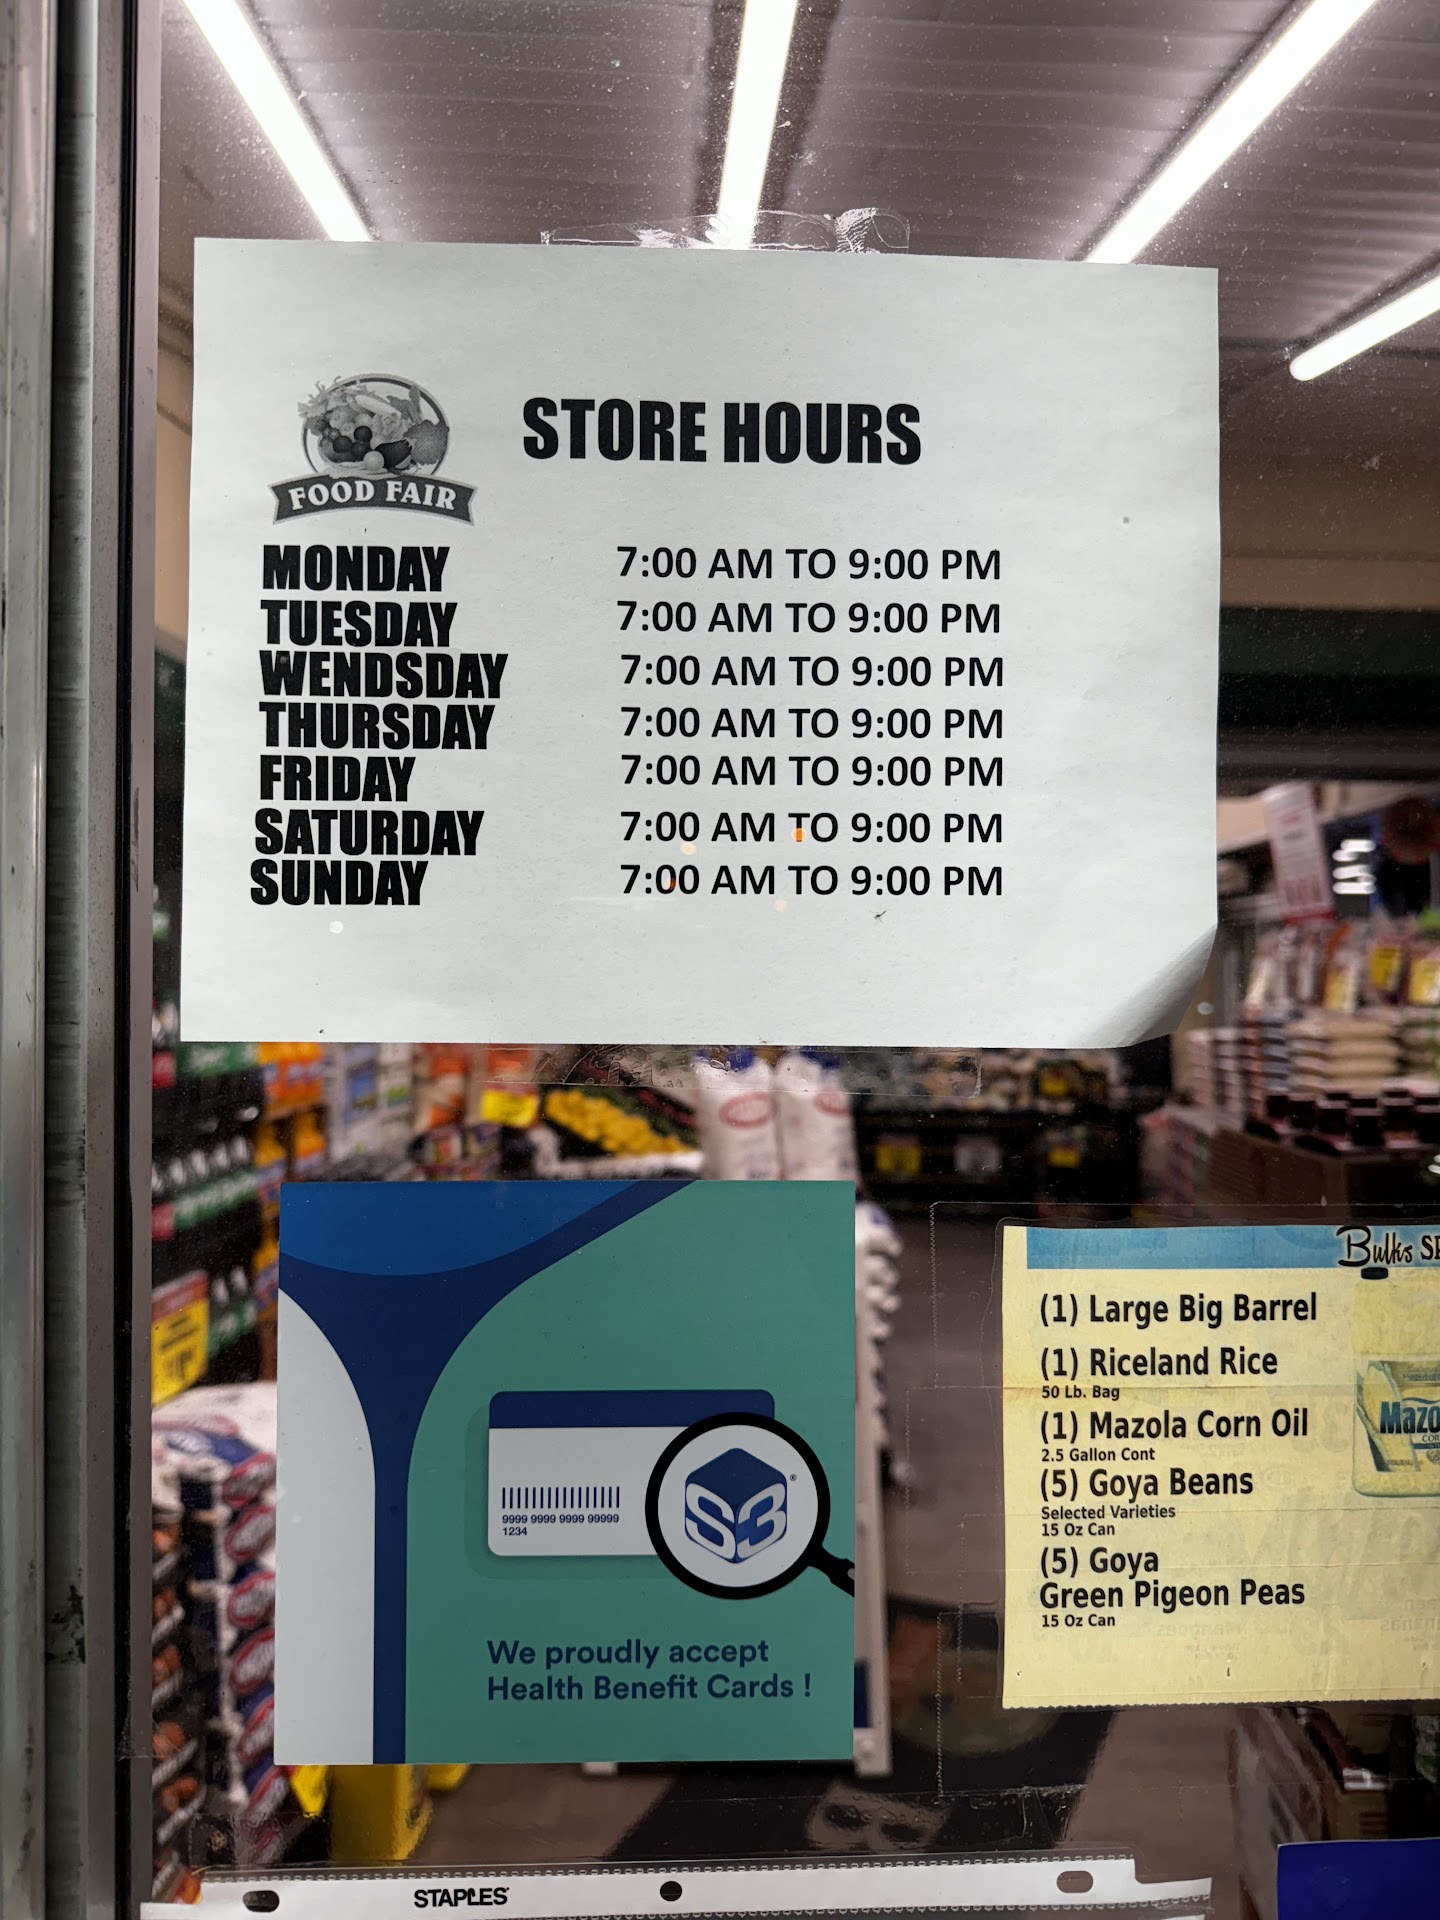 STORE HOURS
FOOD FAIR
MONDAY 7:00 AM TO 9:00 PM
TUESDAY 7:00 AM TO 9:00 PM
WENDSDAY 7:00 AM TO 9:00 PM
THURSDAY 7:00 AM TO 9:00 PM
FRIDAY 7:00 AM TO 9:00 PM
SATURDAY 7:00 AM TO 9:00 PM
SUNDAY 7:00 AM TO 9:00 PM
9999 9999 9999 99999
1234
S3
®
We proudly accept
Health Benefit Cards !
Bulks
(1) Large Big Barrel
(1) Riceland Rice
50 Lb. Bag
(1) Mazola Corn Oil
2.5 Gallon Cont
(5) Goya Beans
Selected Varieties
15 Oz Can
(5) Goya
Green Pigeon Peas
15 Oz Can
STAPLES